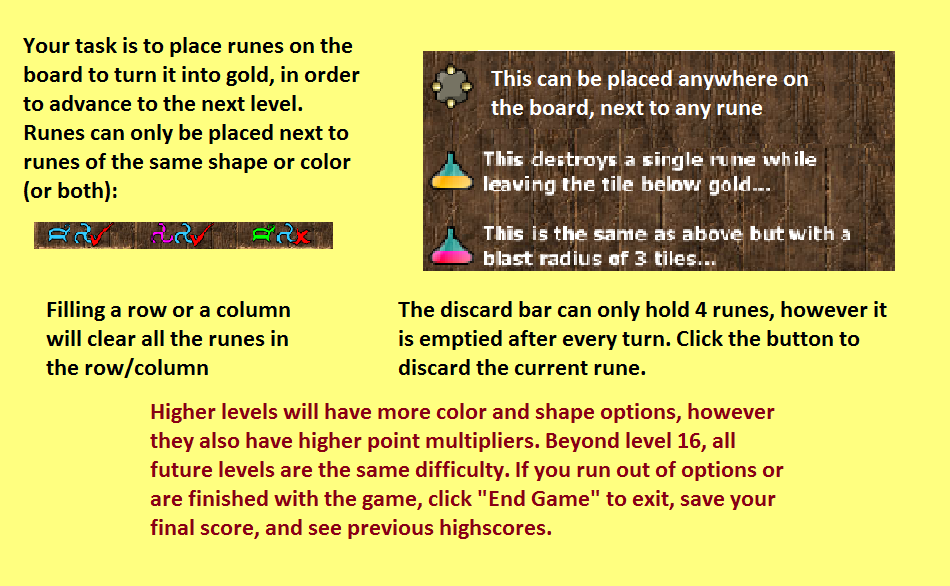 Your task is to place runes on the
board to turn it into gold, in order
to advance to the next level.
Runes can only be placed next to
runes of the same shape or color
(or both):
This can be placed anywhere on
the board, next to any rune
This destroys a single rune while
leaving the tile below gold...
This is the same as above but with a
blast radius of 3 tiles...
Filling a row or a column
will clear all the runes in
the row/column
The discard bar can only hold 4 runes, however it
is emptied after every turn. Click the button to
discard the current rune.
Higher levels will have more color and shape options, however
they also have higher point multipliers. Beyond level 16, all
future levels are the same difficulty. If you run out of options or
are finished with the game, click "End Game" to exit, save your
final score, and see previous highscores.